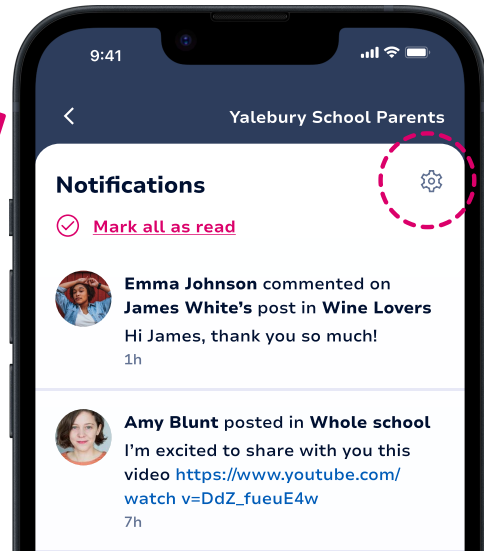 9:41
Yalebury School Parents
Notifications
Mark all as read
Emma Johnson commented on
James White’s post in Wine Lovers
Hi James, thank you so much!
1h
Amy Blunt posted in Whole school
I’m excited to share with you this
video https://www.youtube.com/
watch v=DdZ_fueuE4w
7h